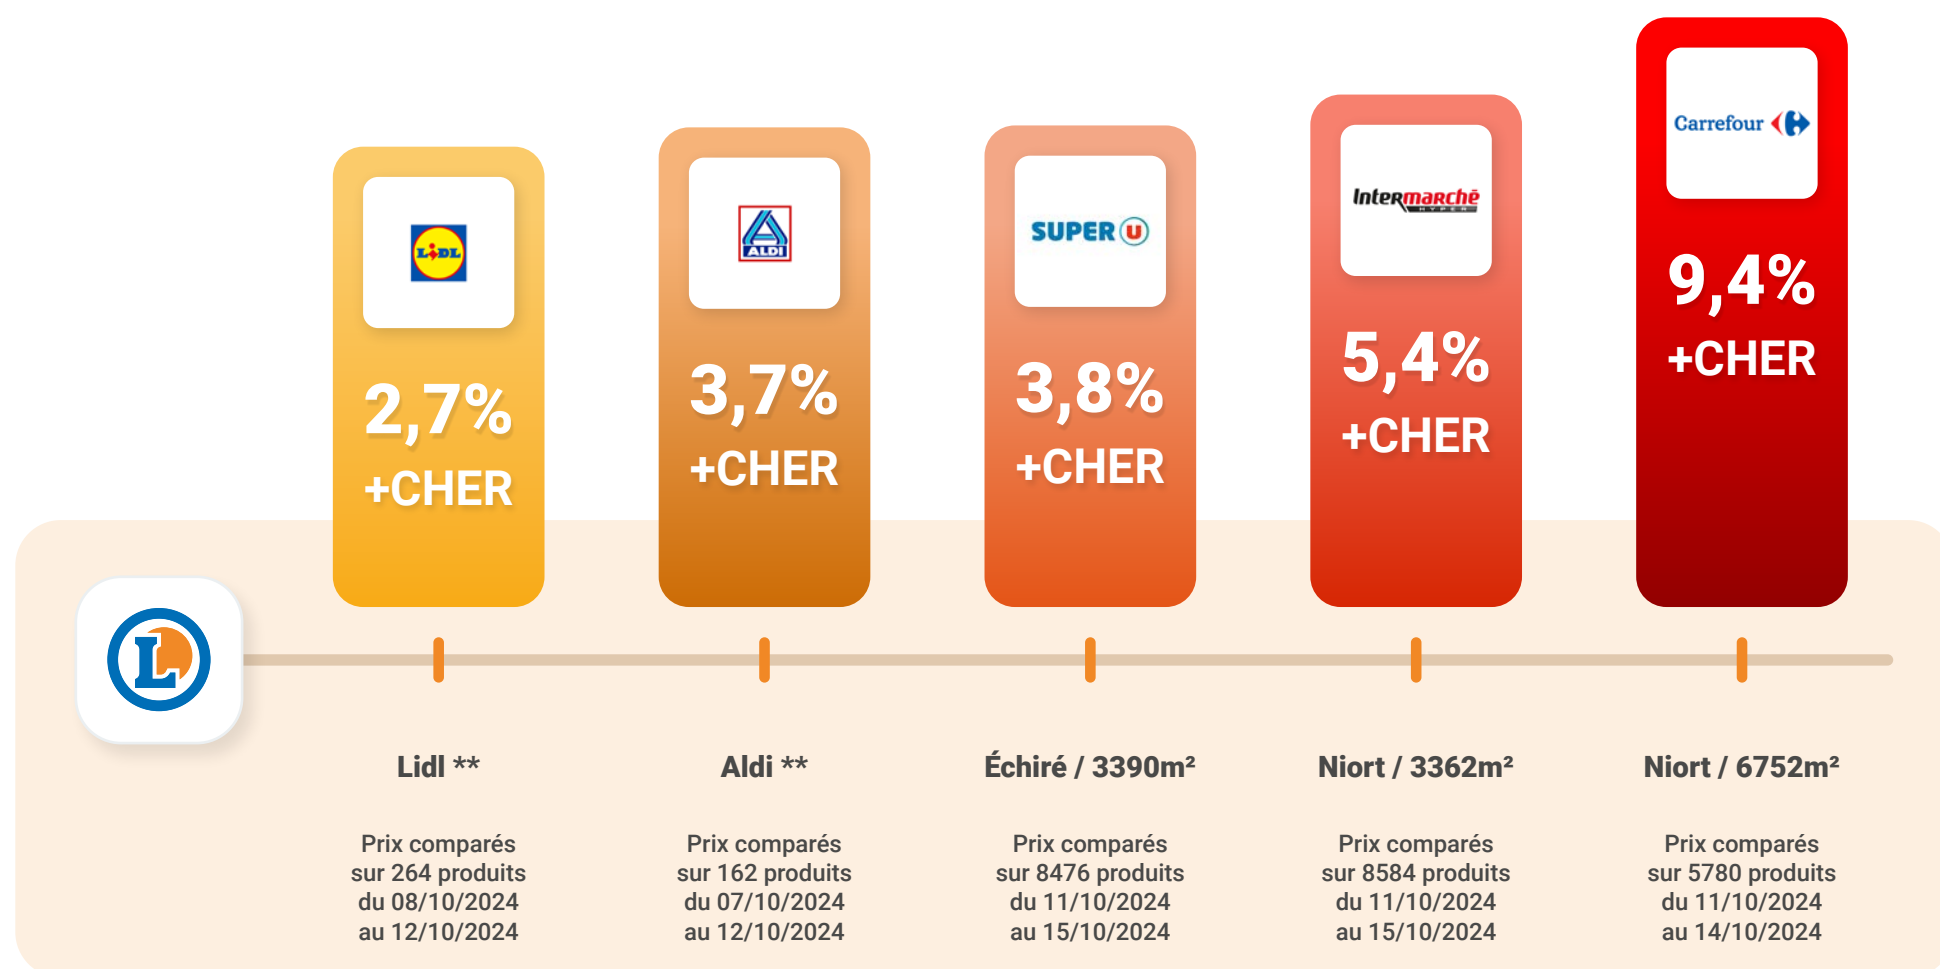 LIDL
2,7%
+CHER
ALDI
3,7%
+CHER
SUPER U
3,8%
+CHER
Intermarché
HYPER
5,4%
+CHER
Carrefour
9,4%
+CHER
L
Lidl **
Prix comparés
sur 264 produits
du 08/10/2024
au 12/10/2024
Aldi **
Prix comparés
sur 162 produits
du 07/10/2024
au 12/10/2024
Échiré / 3390m²
Prix comparés
sur 8476 produits
du 11/10/2024
au 15/10/2024
Niort / 3362m²
Prix comparés
sur 8584 produits
du 11/10/2024
au 15/10/2024
Niort / 6752m²
Prix comparés
sur 5780 produits
du 11/10/2024
au 14/10/2024